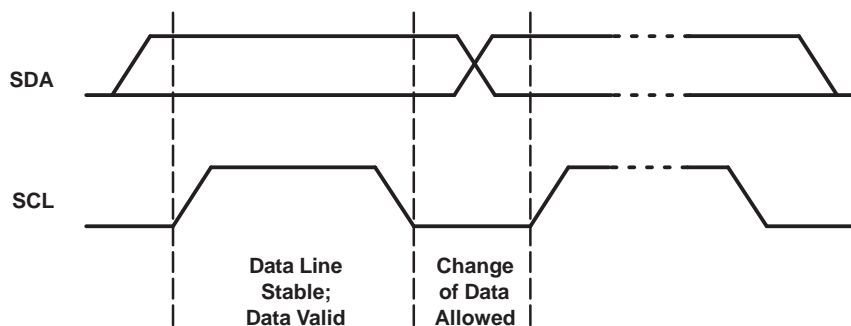 SDA
SCL
Data Line
Stable;
Data Valid
Change
of Data
Allowed